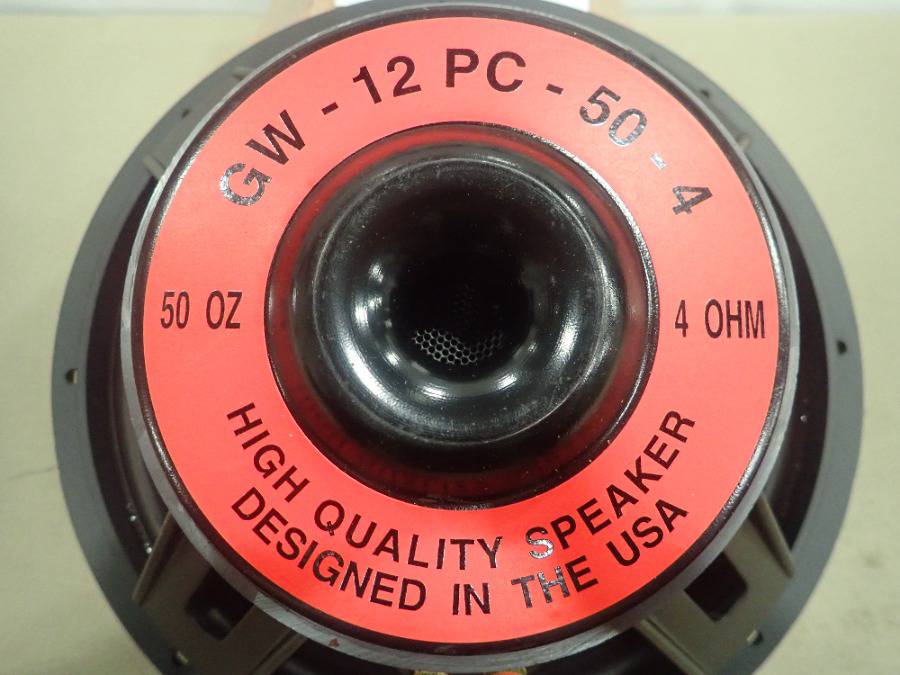 GW - 12 PC - 50 - 4
50 OZ
4 OHM
HIGH QUALITY SPEAKER
DESIGNED IN THE USA